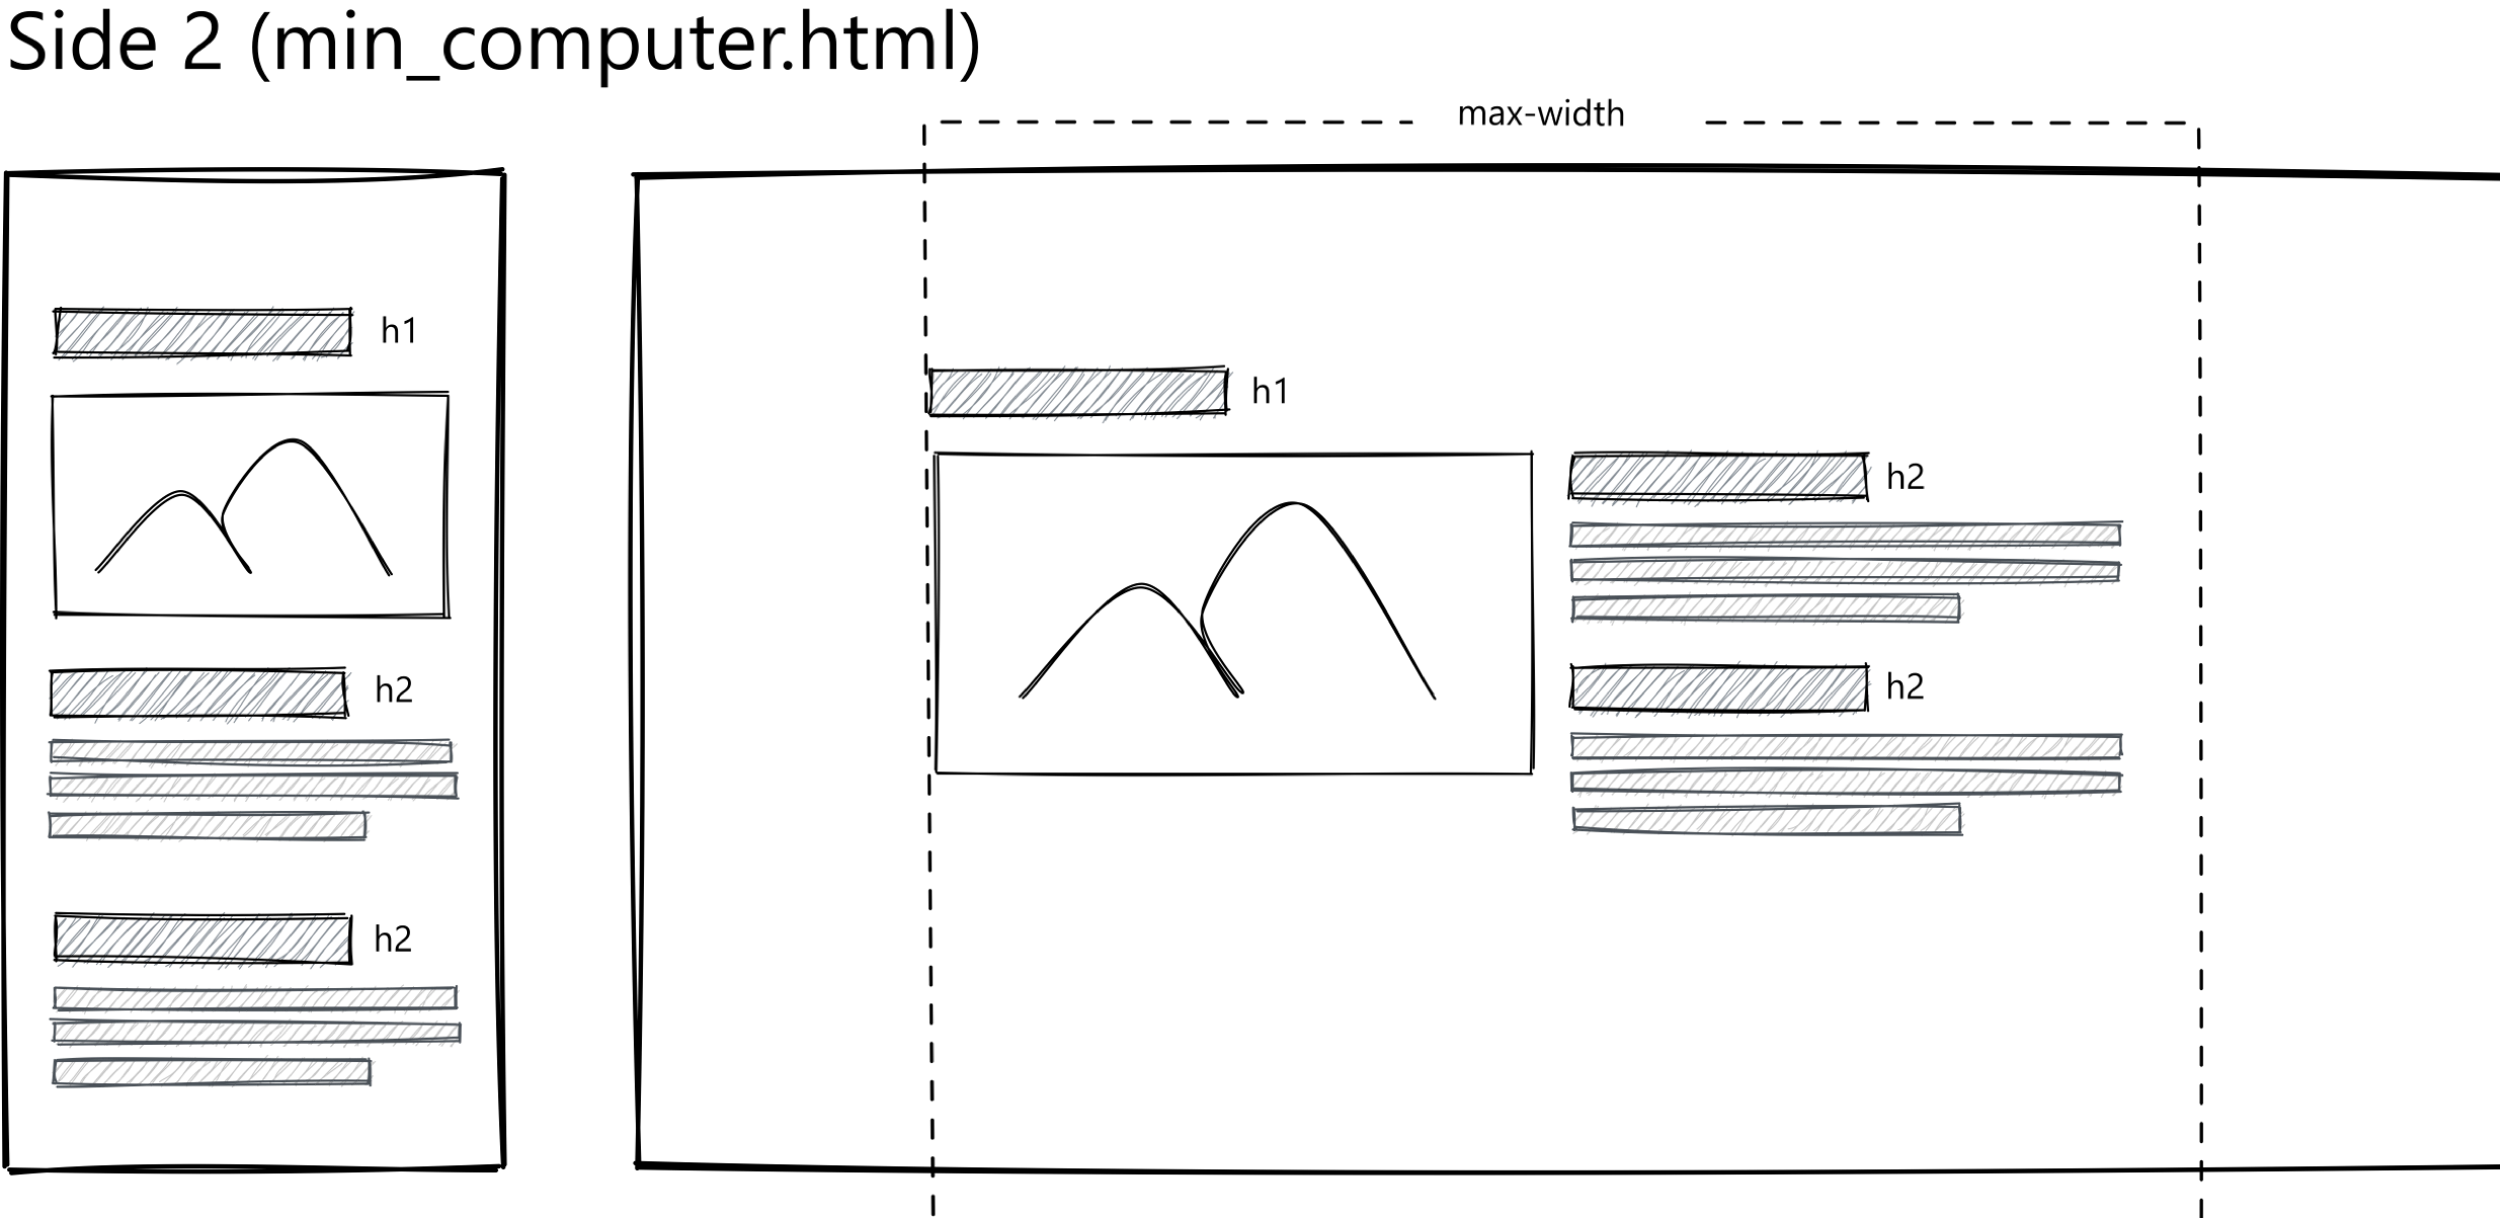 Side 2 (min_computer.html)
max-width
h1
h2
h2
h1
h2
h2